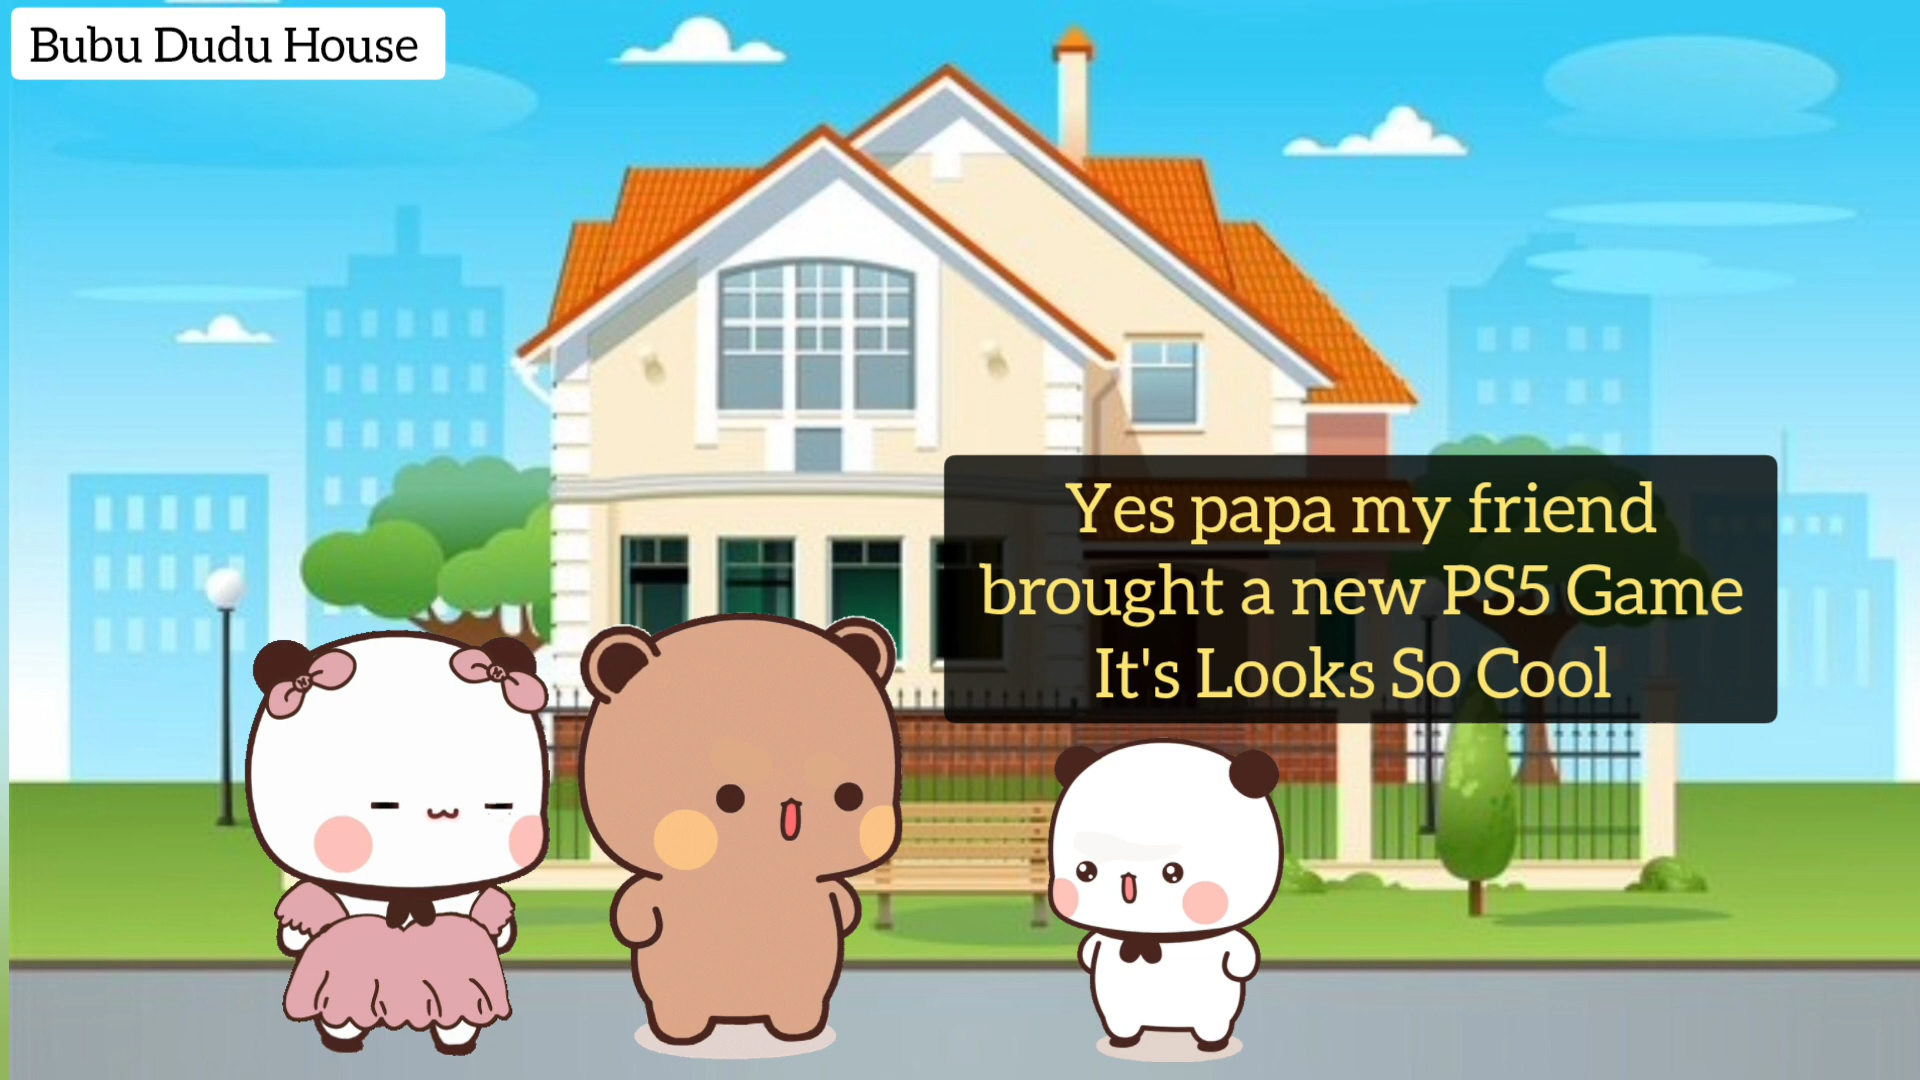 Bubu Dudu House
Yes papa my friend
brought a new PS5 Game
It's Looks So Cool